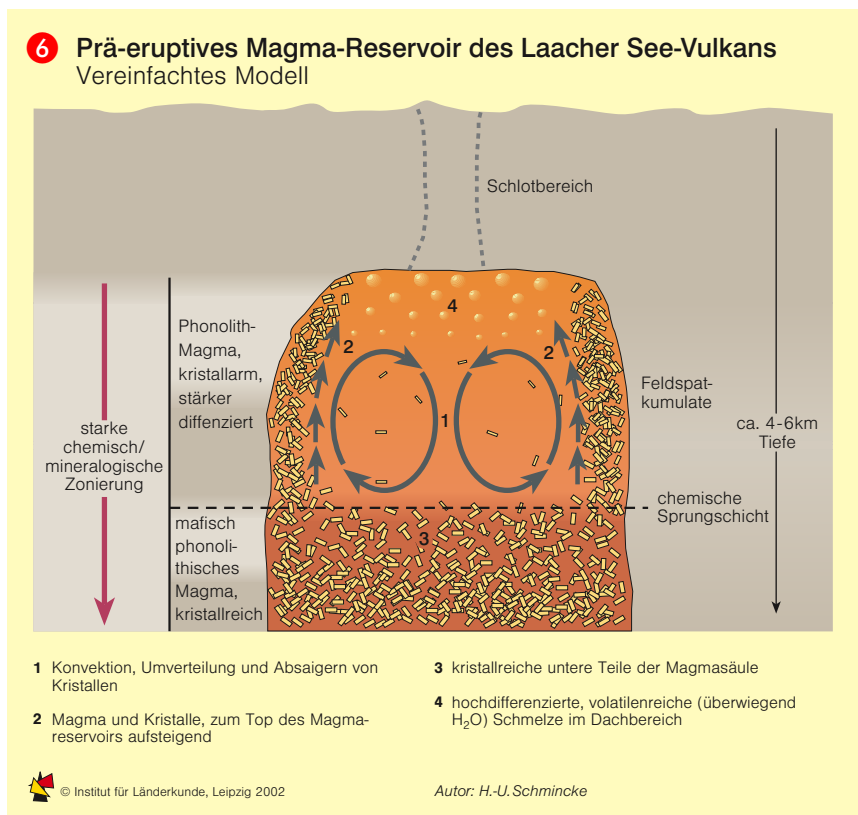 6
Prä-eruptives Magma-Reservoir des Laacher See-Vulkans
Vereinfachtes Modell
Schlotbereich
4
Phonolith-
Magma,
kristallarm,
stärker
diffenziert
2
2
1
Feldspat-
kumulate
ca. 4-6km
Tiefe
starke
chemisch/
mineralogische
Zonierung
chemische
Sprungschicht
mafisch
phonoli-
thisches
Magma,
kristallreich
3
1 Konvektion, Umverteilung und Absaigern von
Kristallen
2 Magma und Kristalle, zum Top des Magma-
reservoirs aufsteigend
3 kristallreiche untere Teile der Magmasäule
4 hochdifferenzierte, volatilenreiche (überwiegend
H₂O) Schmelze im Dachbereich
© Institut für Länderkunde, Leipzig 2002
Autor: H.-U. Schmincke